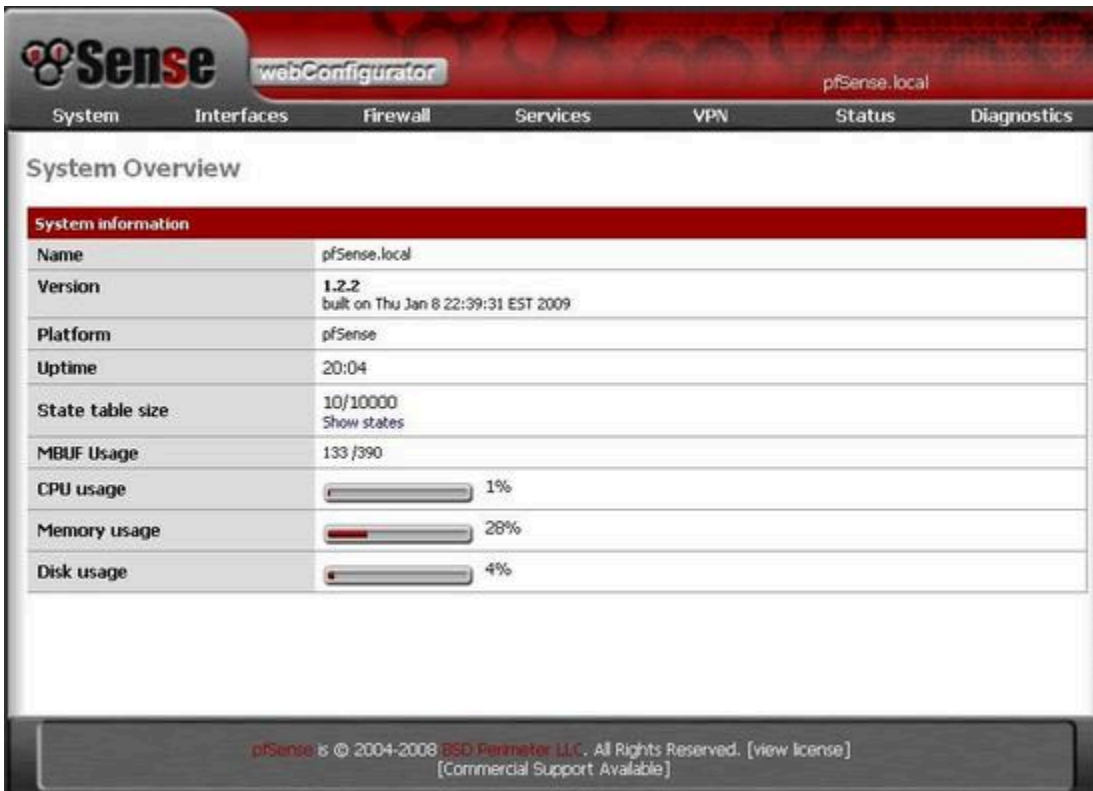 Sense
webConfigurator
pfSense.local
System Interfaces Firewall Services VPN Status Diagnostics
System Overview
System information
Name pfSense.local
Version 1.2.2
built on Thu Jan 8 22:39:31 EST 2009
Platform pfSense
Uptime 20:04
State table size 10/10000
Show states
MBUF Usage 133 /390
CPU usage 1%
Memory usage 28%
Disk usage 4%
pfSense is © 2004-2008 BSD Perimeter LLC. All Rights Reserved. [view license]
[Commercial Support Available]